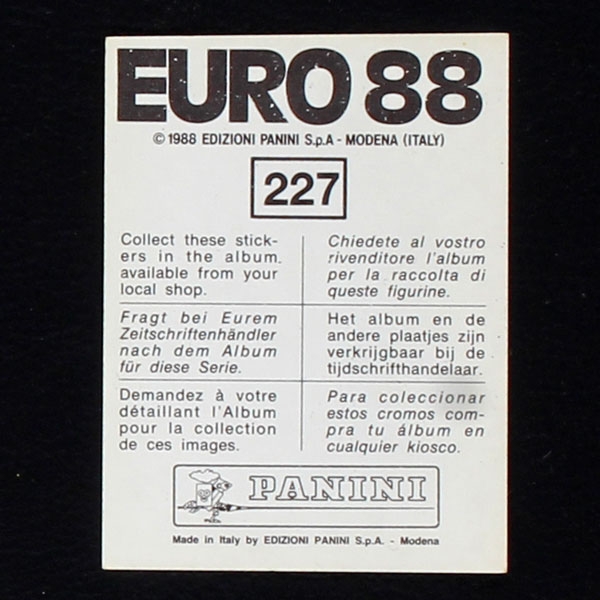 EURO 88
© 1988 EDIZIONI PANINI S.p.A - MODENA (ITALY)
227
Collect these stick-
ers in the album.
available from your
local shop.
Chiedete al vostro
rivenditore l'album
per la raccolta di
queste figurine.
Fragt bei Eurem
Zeitschriftenhändler
nach dem Album
für diese Serie.
Het album en de
andere plaatjes zijn
verkrijgbaar bij de
tijdschrifthandelaar.
Demandez à votre
détaillant l'Album
pour la collection
de ces images.
Para coleccionar
estos cromos com-
pra tu álbum en
cualquier kiosco.
PANINI
Made in Italy by EDIZIONI PANINI S.p.A. - Modena